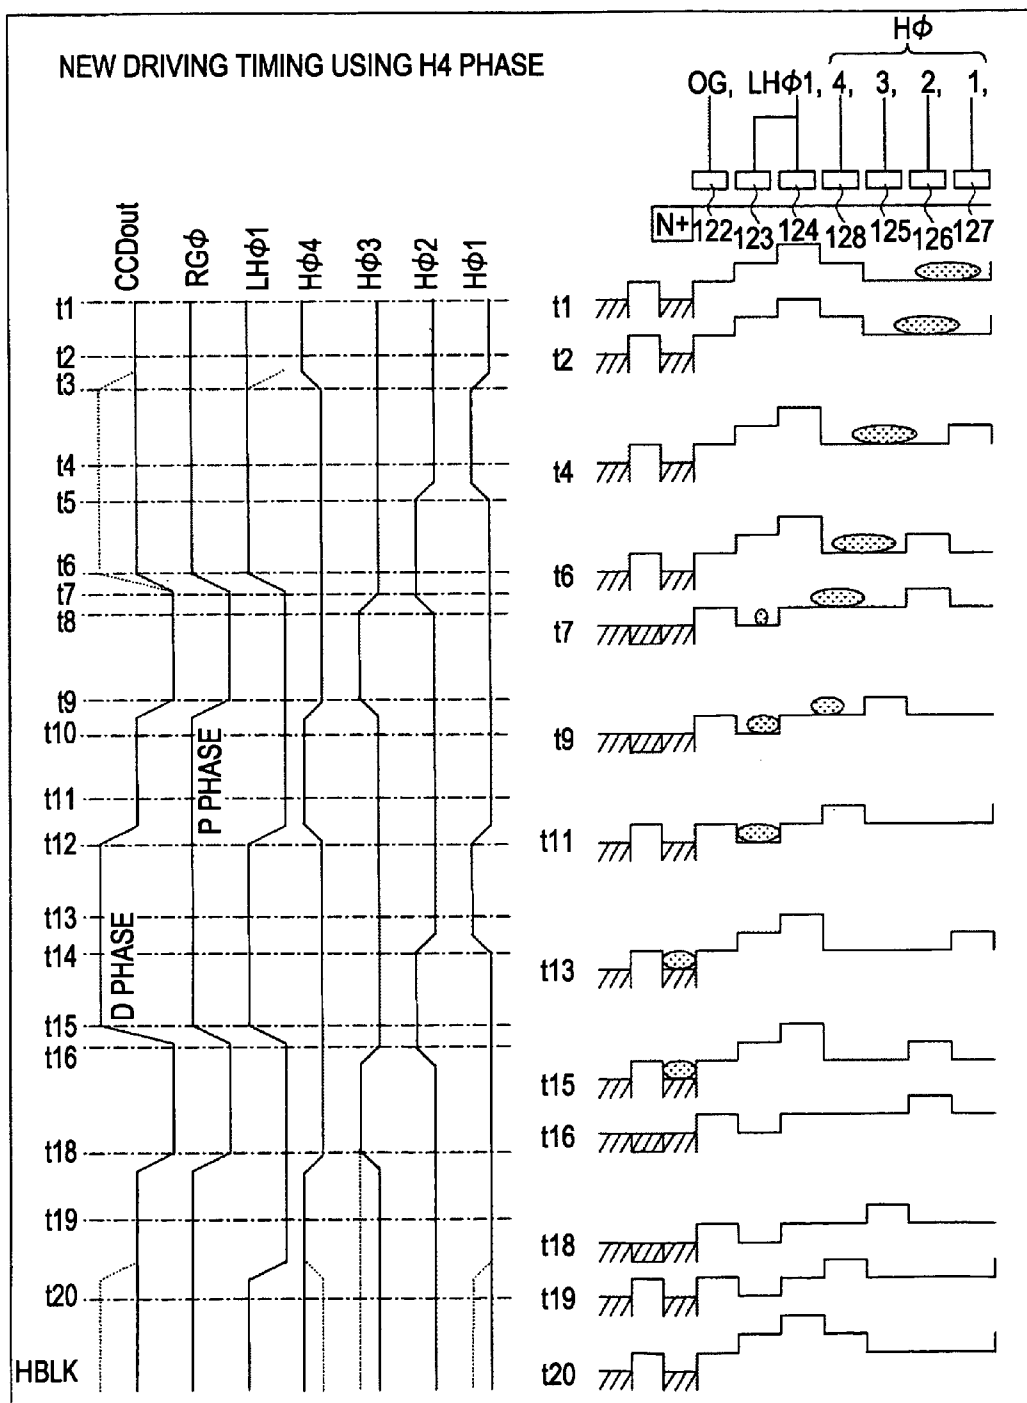 NEW DRIVING TIMING USING H4 PHASE
Hϕ
OG, LHϕ1, 4, 3, 2, 1,
N+ 122 123 124 128 125 126 127
CCDout
RGϕ
LHϕ1
Hϕ4
Hϕ3
Hϕ2
Hϕ1
t1
t2
t3
t4
t5
t6
t7
t8
t9
t10
t11
t12
t13
t14
t15
t16
t18
t19
t20
HBLK
P PHASE
D PHASE
t1
t2
t4
t6
t7
t9
t11
t13
t15
t16
t18
t19
t20